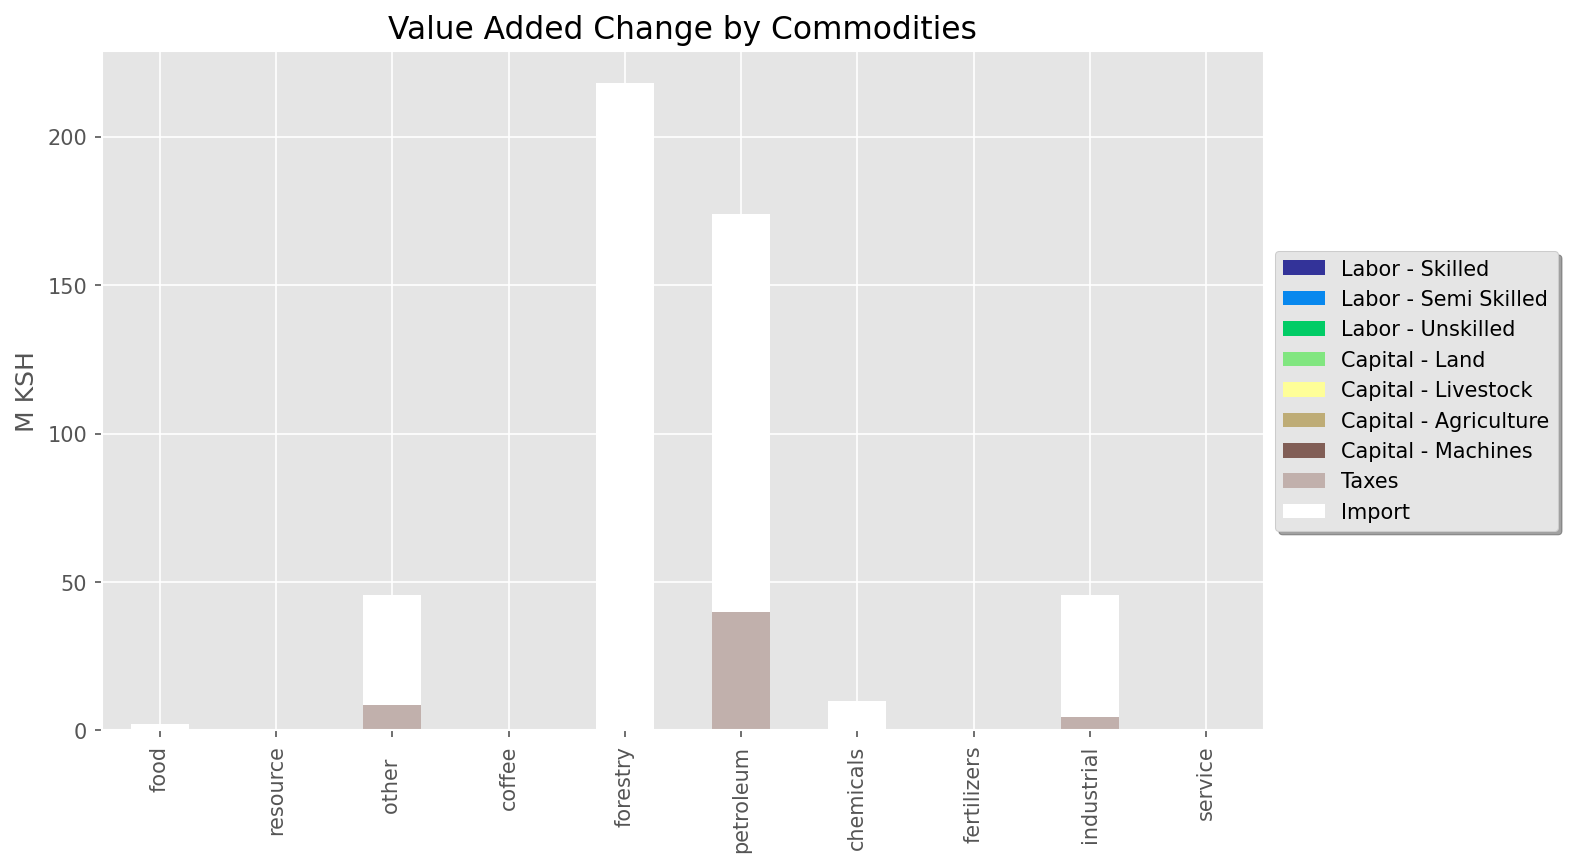 Value Added Change by Commodities
M KSH
200
150
100
50
0
food
resource
other
coffee
forestry
petroleum
chemicals
fertilizers
industrial
service
Labor - Skilled
Labor - Semi Skilled
Labor - Unskilled
Capital - Land
Capital - Livestock
Capital - Agriculture
Capital - Machines
Taxes
Import